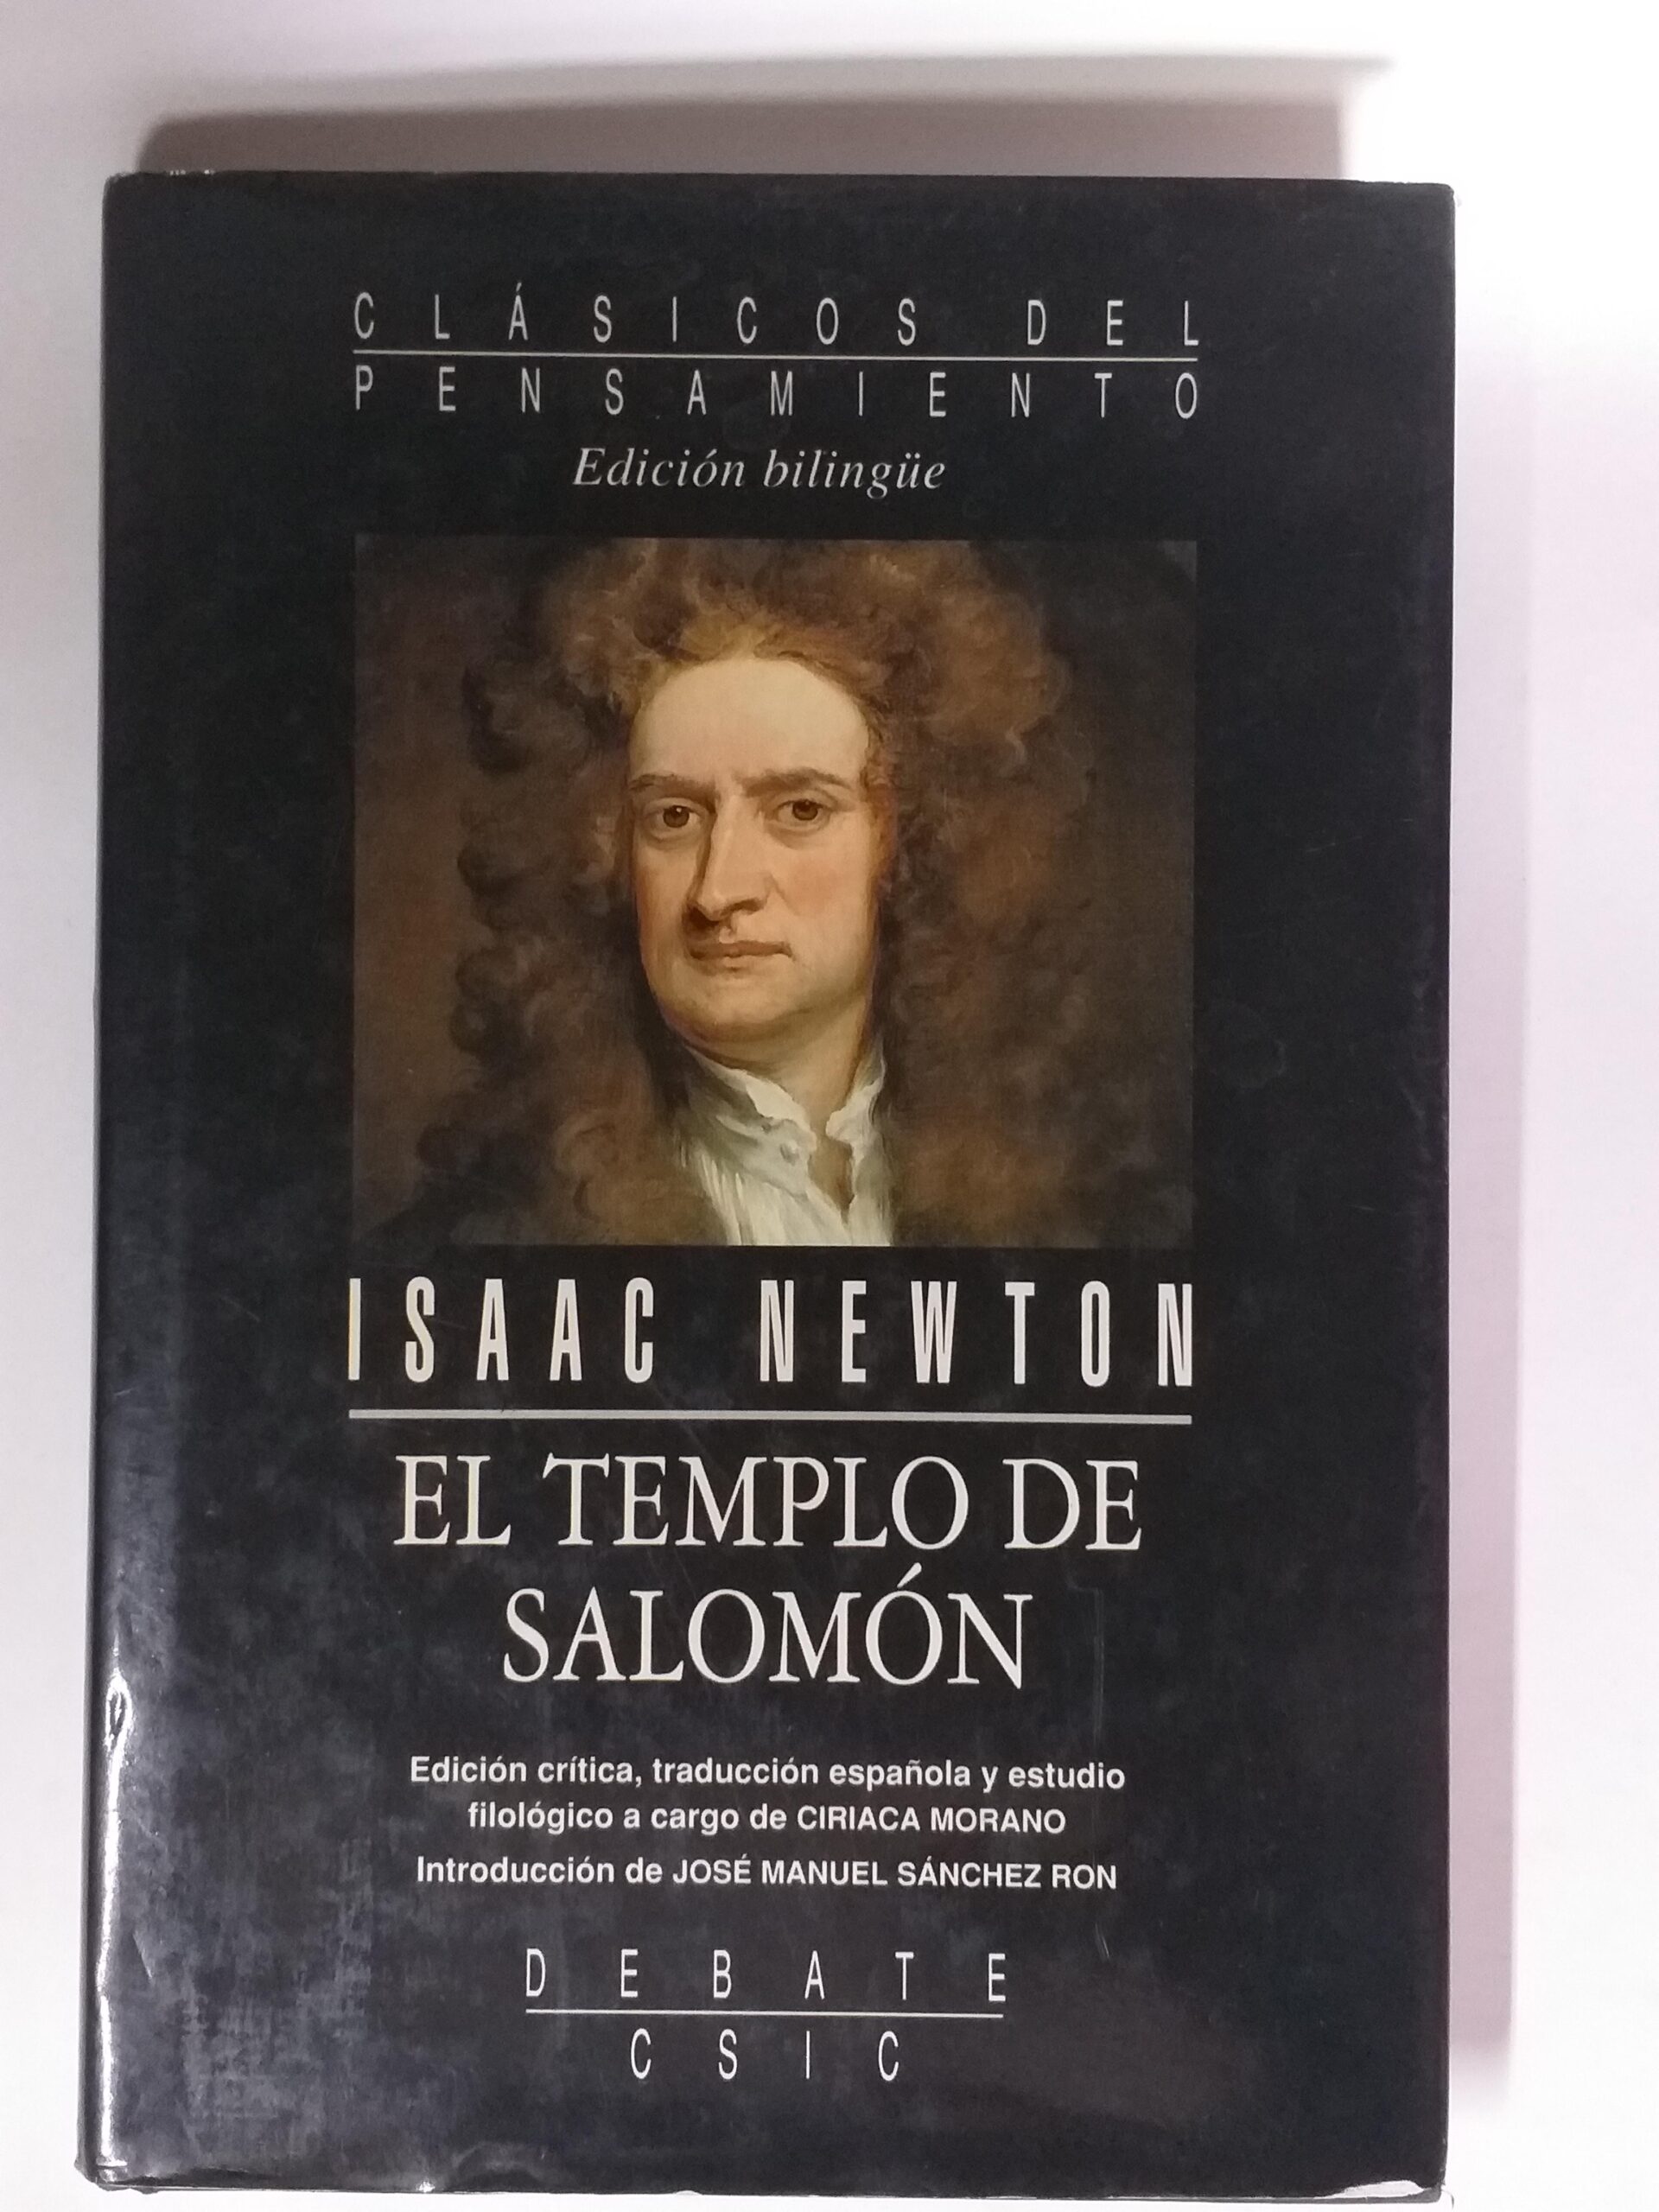 CLÁSICOS DEL
PENSAMIENTO
Edición bilingüe
ISAAC NEWTON
EL TEMPLO DE
SALOMÓN
Edición crítica, traducción española y estudio
filológico a cargo de CIRIACA MORANO
Introducción de JOSÉ MANUEL SÁNCHEZ RON
DEBATE
CSIC